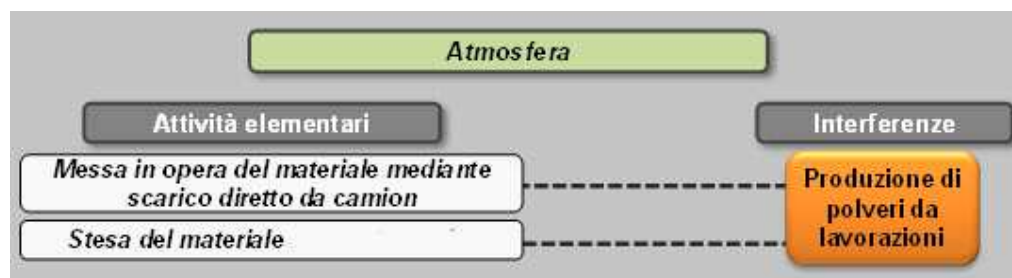 Atmosfera
Attività elementari
Interferenze
Messa in opera del materiale mediante
scarico diretto da camion
Stesa del materiale
Produzione di
polveri da
lavorazioni